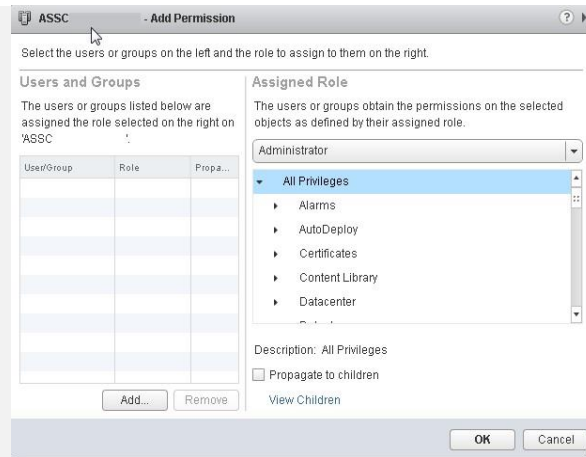 ASSC - Add Permission
?
Select the users or groups on the left and the role to assign to them on the right.
Users and Groups
The users or groups listed below are
assigned the role selected on the right on
'ASSC '.
User/Group Role Propa...
Add... Remove
Assigned Role
The users or groups obtain the permissions on the selected
objects as defined by their assigned role.
Administrator
All Privileges
Alarms
AutoDeploy
Certificates
Content Library
Datacenter
Description: All Privileges
Propagate to children
View Children
OK Cancel